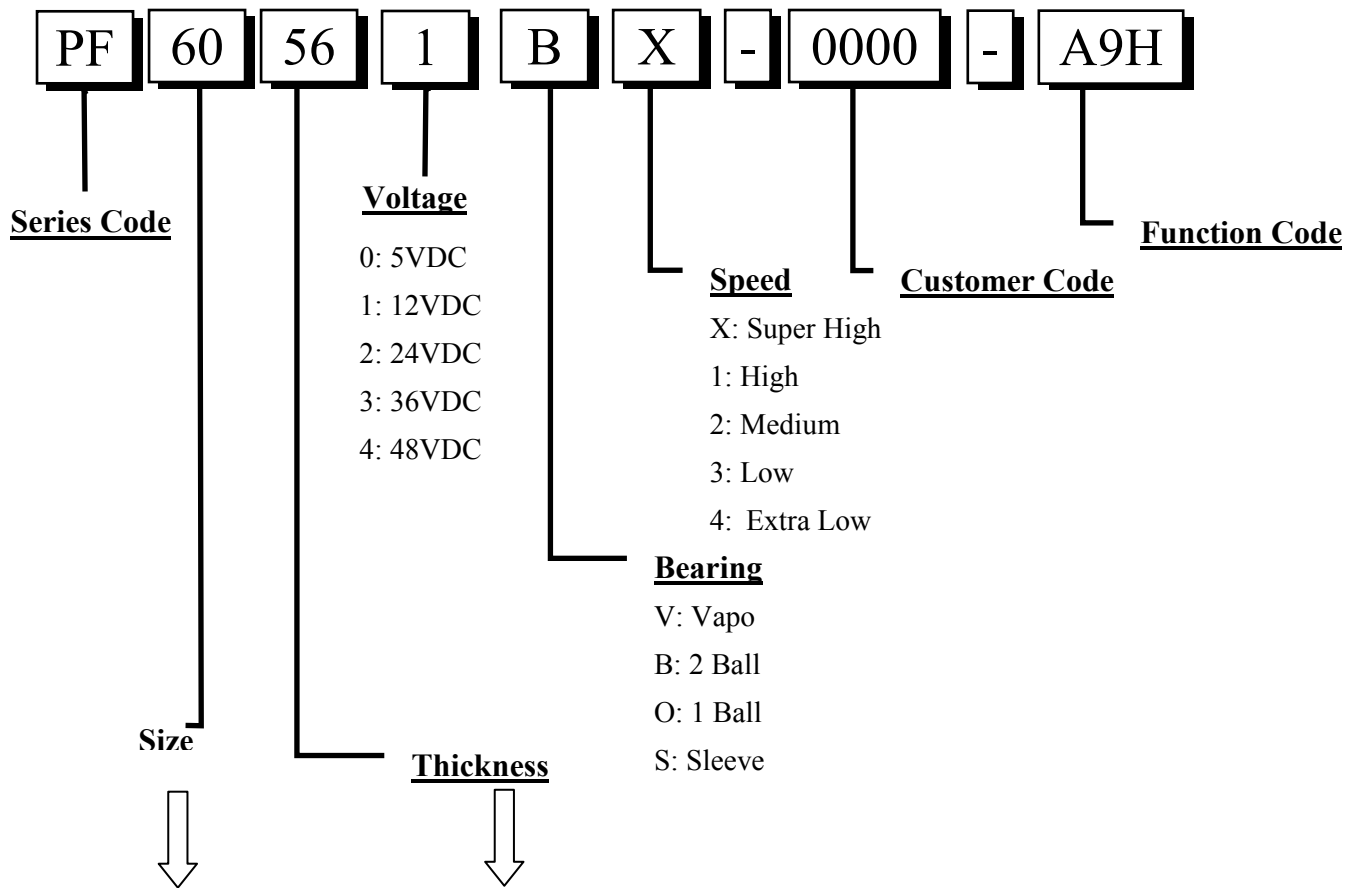 PF 60 56 1 B X - 0000 - A9H
Series Code
Voltage
0: 5VDC
1: 12VDC
2: 24VDC
3: 36VDC
4: 48VDC
Function Code
Customer Code
Speed
X: Super High
1: High
2: Medium
3: Low
4: Extra Low
Bearing
V: Vapo
B: 2 Ball
O: 1 Ball
S: Sleeve
Size
Thickness